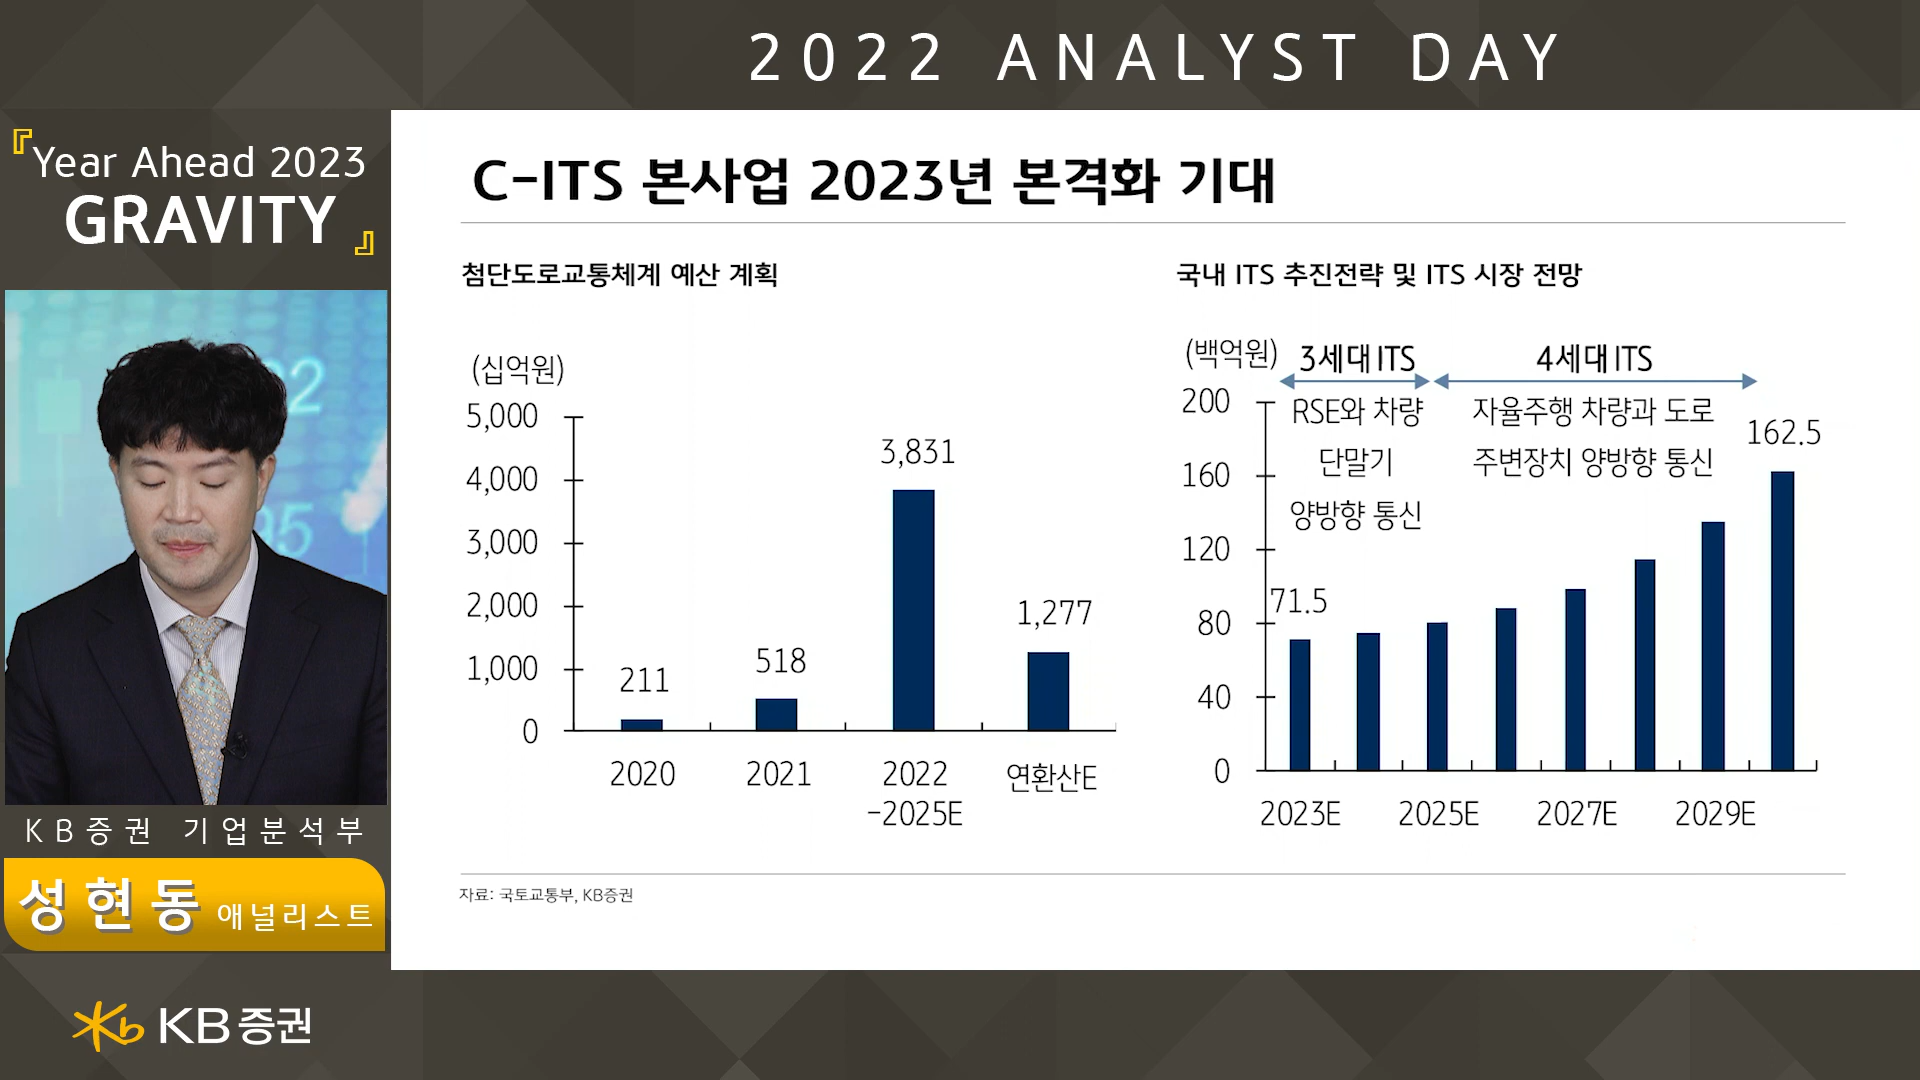 2022 ANALYST DAY
『Year Ahead 2023
GRAVITY』
C-ITS 본사업 2023년 본격화 기대
첨단도로교통체계 예산 계획
(십억원)
5,000
4,000
3,000
2,000
1,000
0
211
518
3,831
1,277
2020
2021
2022
-2025E
연환산E
국내 ITS 추진전략 및 ITS 시장 전망
(백억원)
3세대 ITS
4세대 ITS
RSE와 차량
단말기
양방향 통신
자율주행 차량과 도로
주변장치 양방향 통신
200
160
120
80
40
0
71.5
162.5
2023E
2025E
2027E
2029E
자료: 국토교통부, KB증권
KB증권 기업분석부
성현동 애널리스트
KB증권